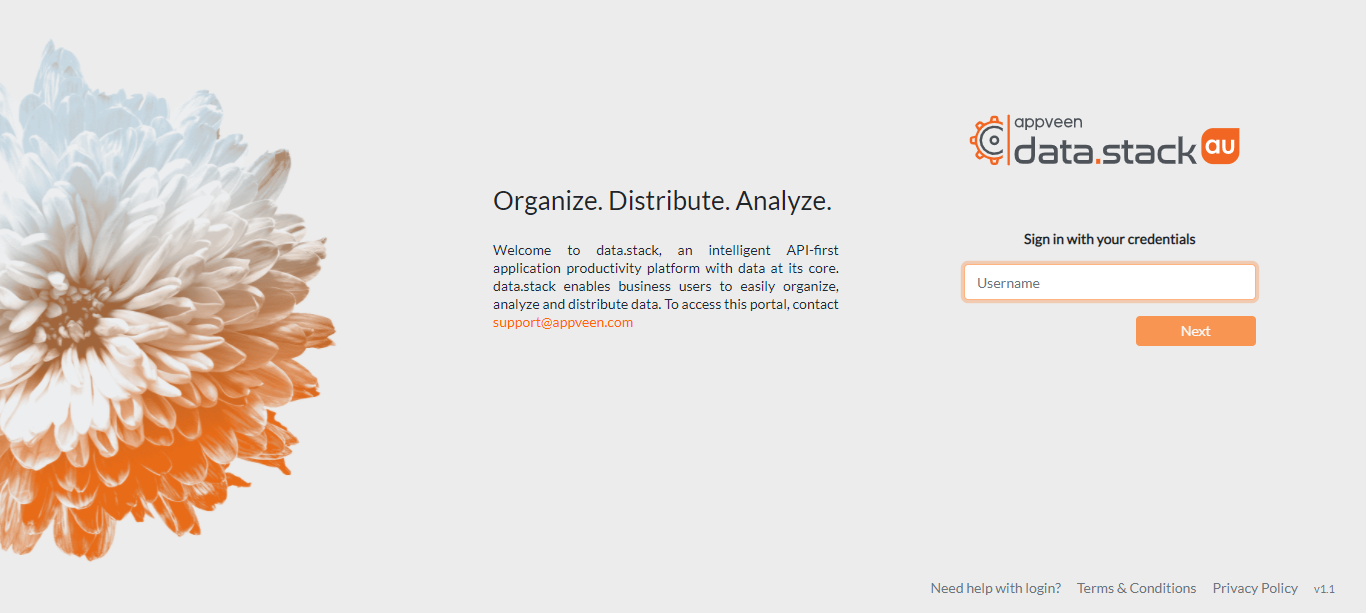 appveen
data.stack au
Organize. Distribute. Analyze.
Welcome to data.stack, an intelligent API-first
application productivity platform with data at its core.
data.stack enables business users to easily organize,
analyze and distribute data. To access this portal, contact
support@appveen.com
Sign in with your credentials
Username
Next
Need help with login? Terms & Conditions Privacy Policy v1.1